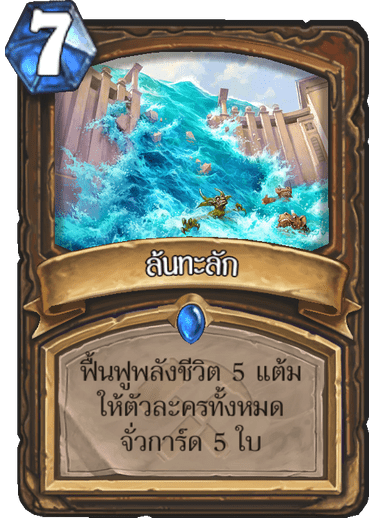 7
ล้นทะลัก
ฟื้นฟูพลังชีวิต 5 แต้ม
ให้ตัวละครทั้งหมด
จั่วการ์ด 5 ใบ